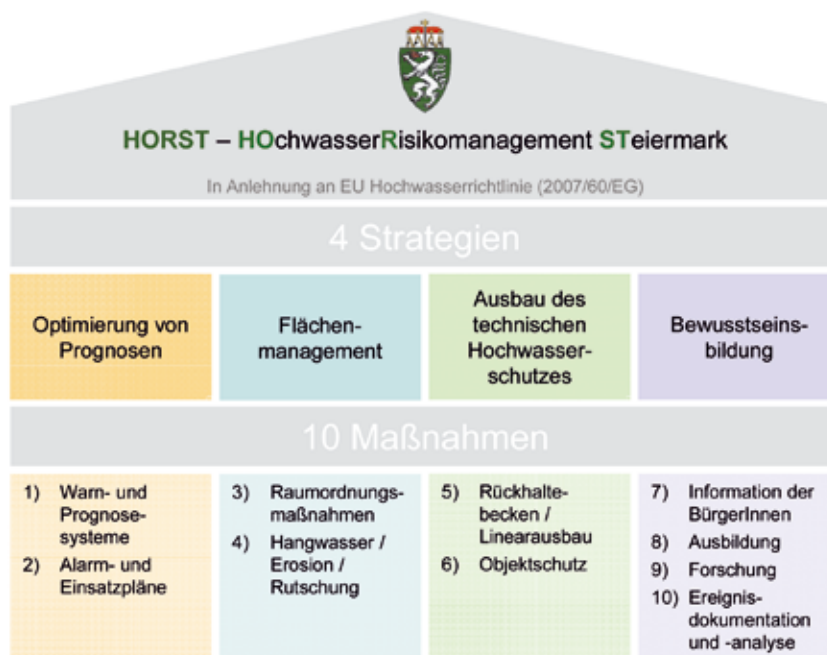 HORST – HOchwasserRisikomanagement STeiermark
In Anlehnung an EU Hochwasserrichtlinie (2007/60/EG)
4 Strategien
Optimierung von
Prognosen
Flächen-
management
Ausbau des
technischen
Hochwasser-
schutzes
Bewusstseins-
bildung
10 Maßnahmen
1) Warn- und
Prognose-
systeme
2) Alarm- und
Einsatzpläne
3) Raumordnungs-
maßnahmen
4) Hangwasser /
Erosion /
Rutschung
5) Rückhalte-
becken /
Linearausbau
6) Objektschutz
7) Information der
BürgerInnen
8) Ausbildung
9) Forschung
10) Ereignis-
dokumentation
und -analyse